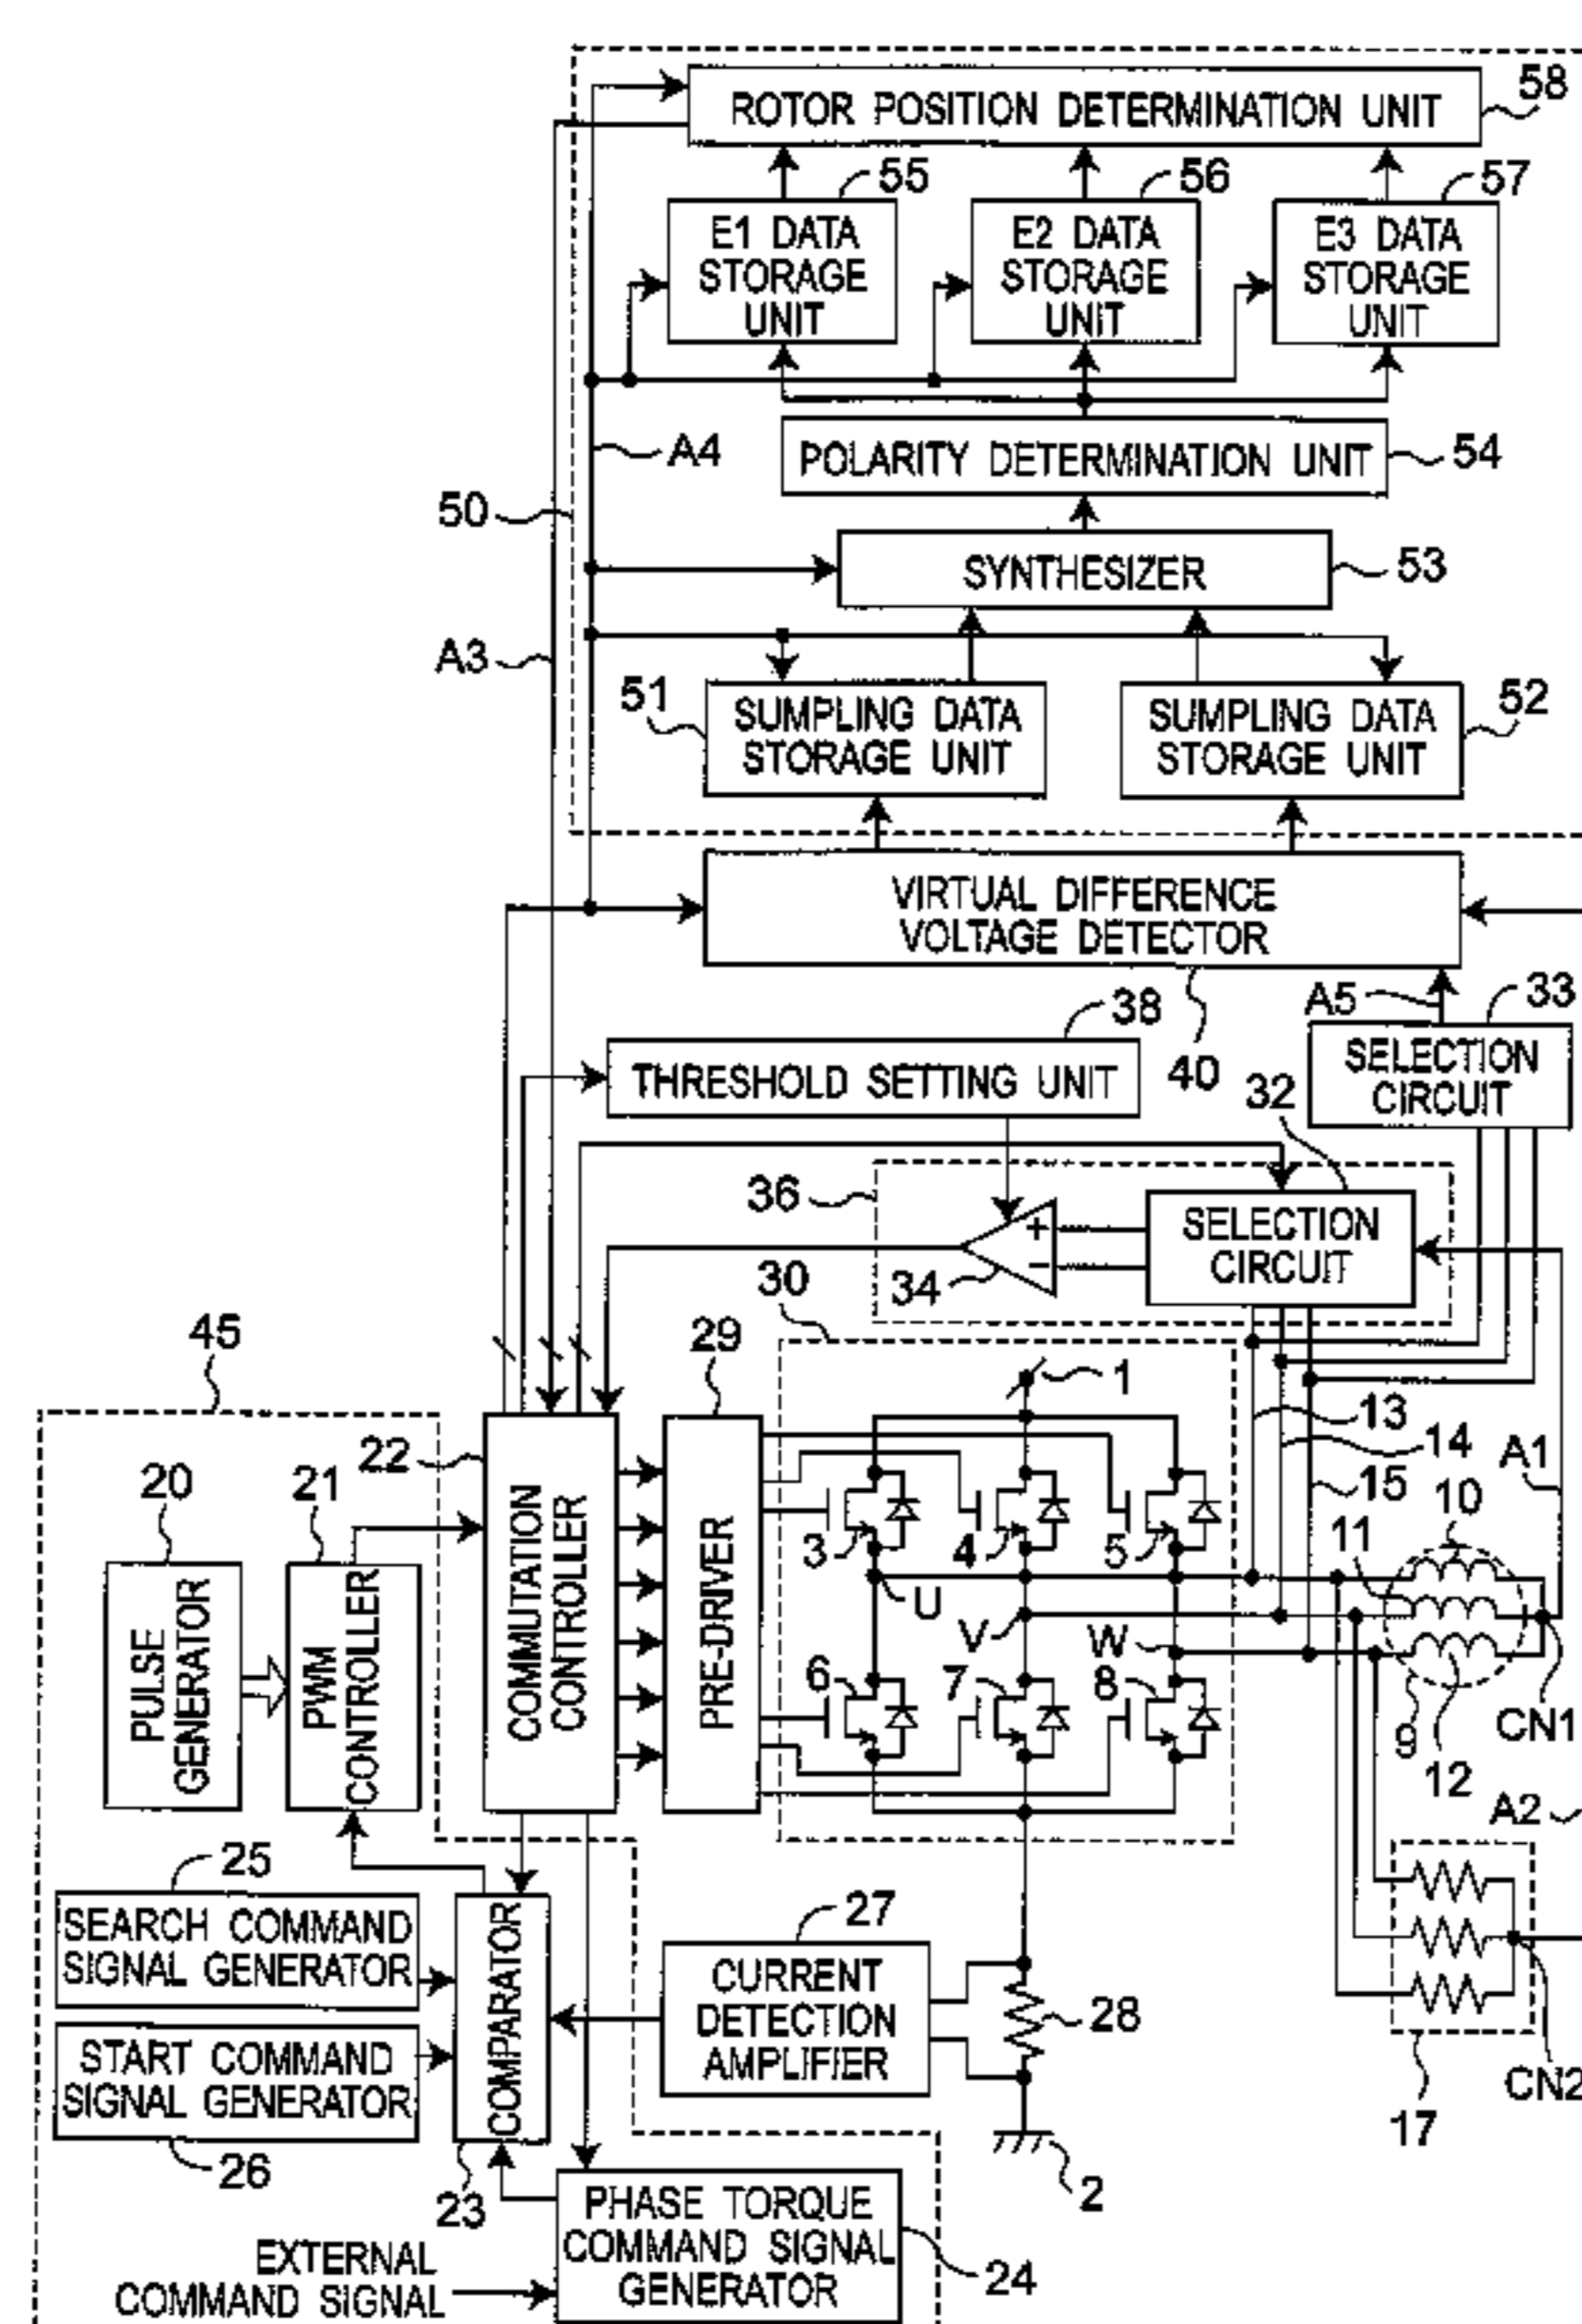 58
ROTOR POSITION DETERMINATION UNIT
55
56
57
E1 DATA
STORAGE
UNIT
E2 DATA
STORAGE
UNIT
E3 DATA
STORAGE
UNIT
A4
POLARITY DETERMINATION UNIT
54
50
SYNTHESIZER
53
A3
51
SUMPLING DATA
STORAGE UNIT
SUMPLING DATA
STORAGE UNIT
52
VIRTUAL DIFFERENCE
VOLTAGE DETECTOR
A5
33
38
40
THRESHOLD SETTING UNIT
SELECTION
CIRCUIT
32
36
+
−
34
SELECTION
CIRCUIT
30
45
29
1
13
14
15
A1
22
20
21
10
11
COMMUTATION
CONTROLLER
PRE-DRIVER
3
4
5
U
V
W
PULSE
GENERATOR
PWM
CONTROLLER
6
7
8
9
12
CN1
A2
25
SEARCH COMMAND
SIGNAL GENERATOR
COMPARATOR
27
CURRENT
DETECTION
AMPLIFIER
28
START COMMAND
SIGNAL GENERATOR
26
23
2
17
CN2
PHASE TORQUE
COMMAND SIGNAL
GENERATOR
24
EXTERNAL
COMMAND SIGNAL